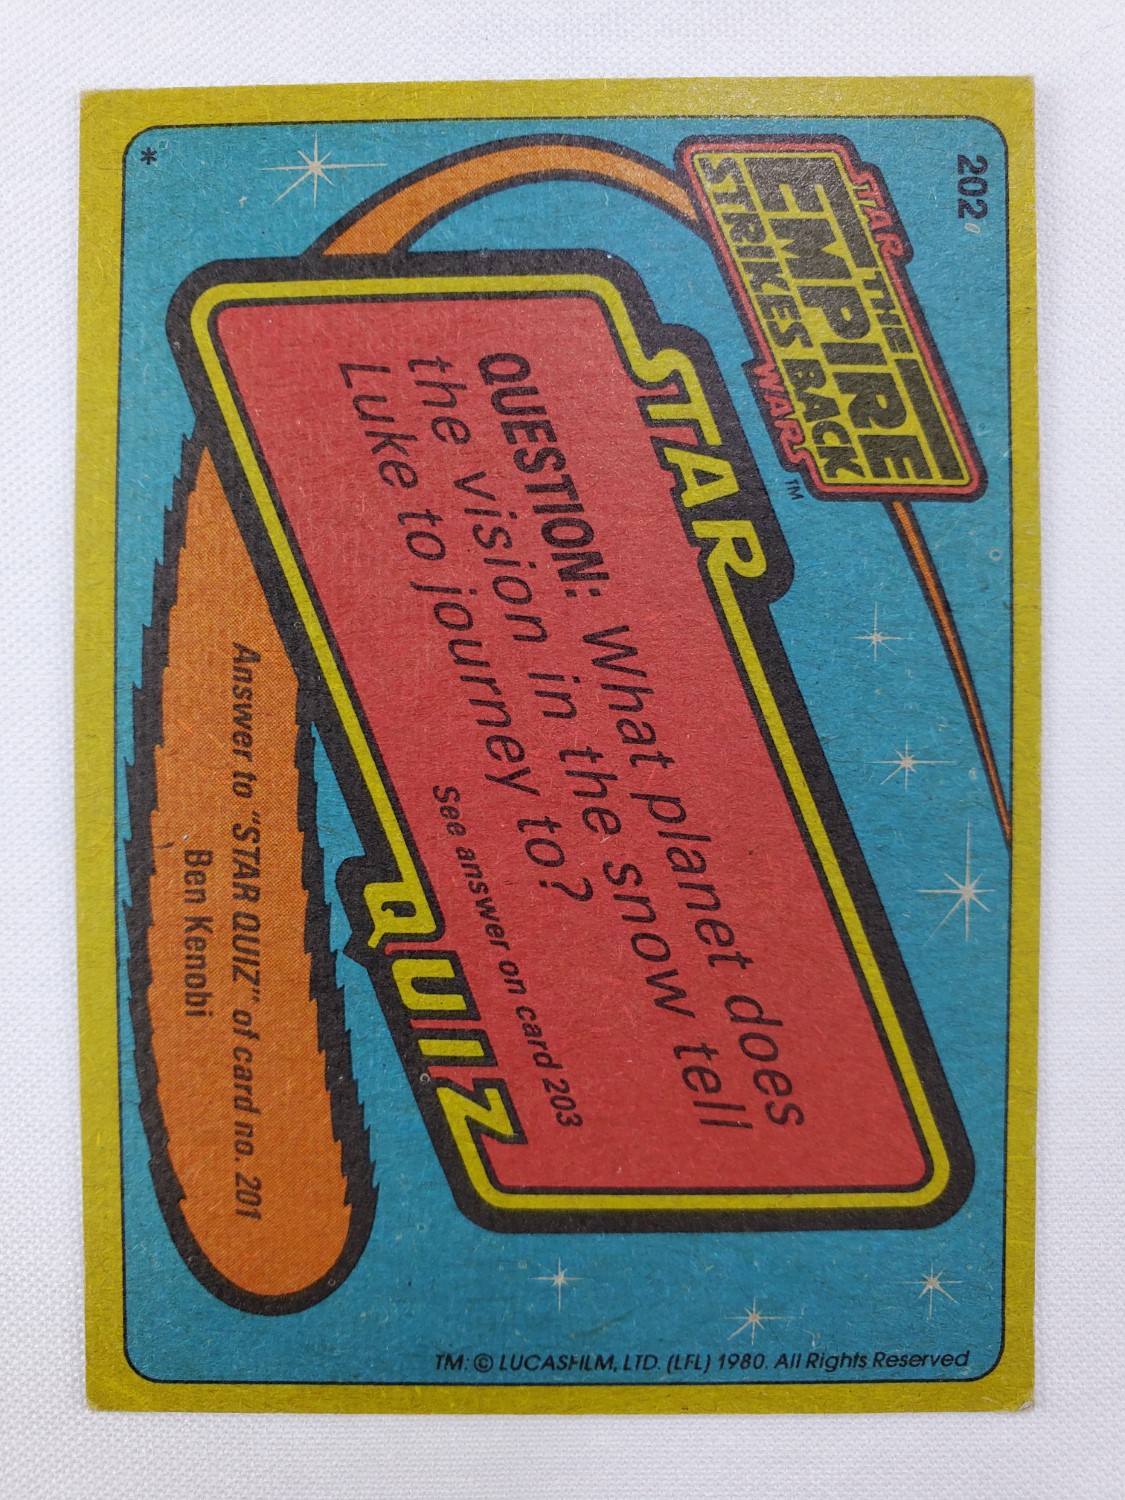 202
STAR
THE
EMPIRE
STRIKES BACK
WARS™
STAR
QUESTION: What planet does
the vision in the snow tell
Luke to journey to?
See answer on card 203
QUIZ
Answer to "STAR QUIZ" of card no. 201
Ben Kenobi
*
TM: © LUCASFILM, LTD. (LFL) 1980. All Rights Reserved